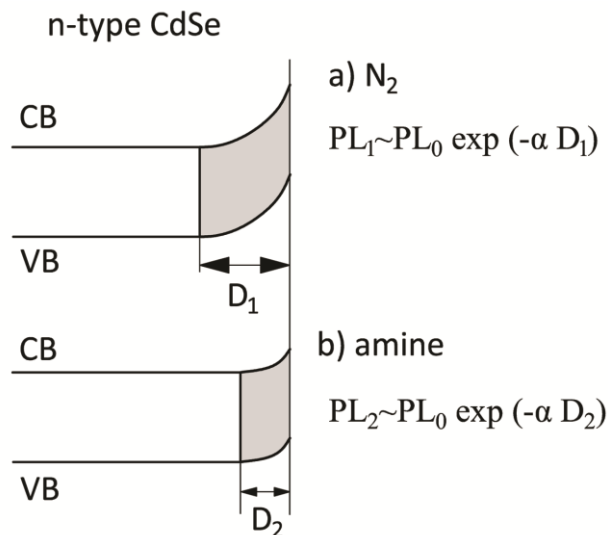 n-type CdSe
a) N₂
CB
PL₁~PL₀ exp (-α D₁)
VB
D₁
CB
b) amine
PL₂~PL₀ exp (-α D₂)
VB
D₂